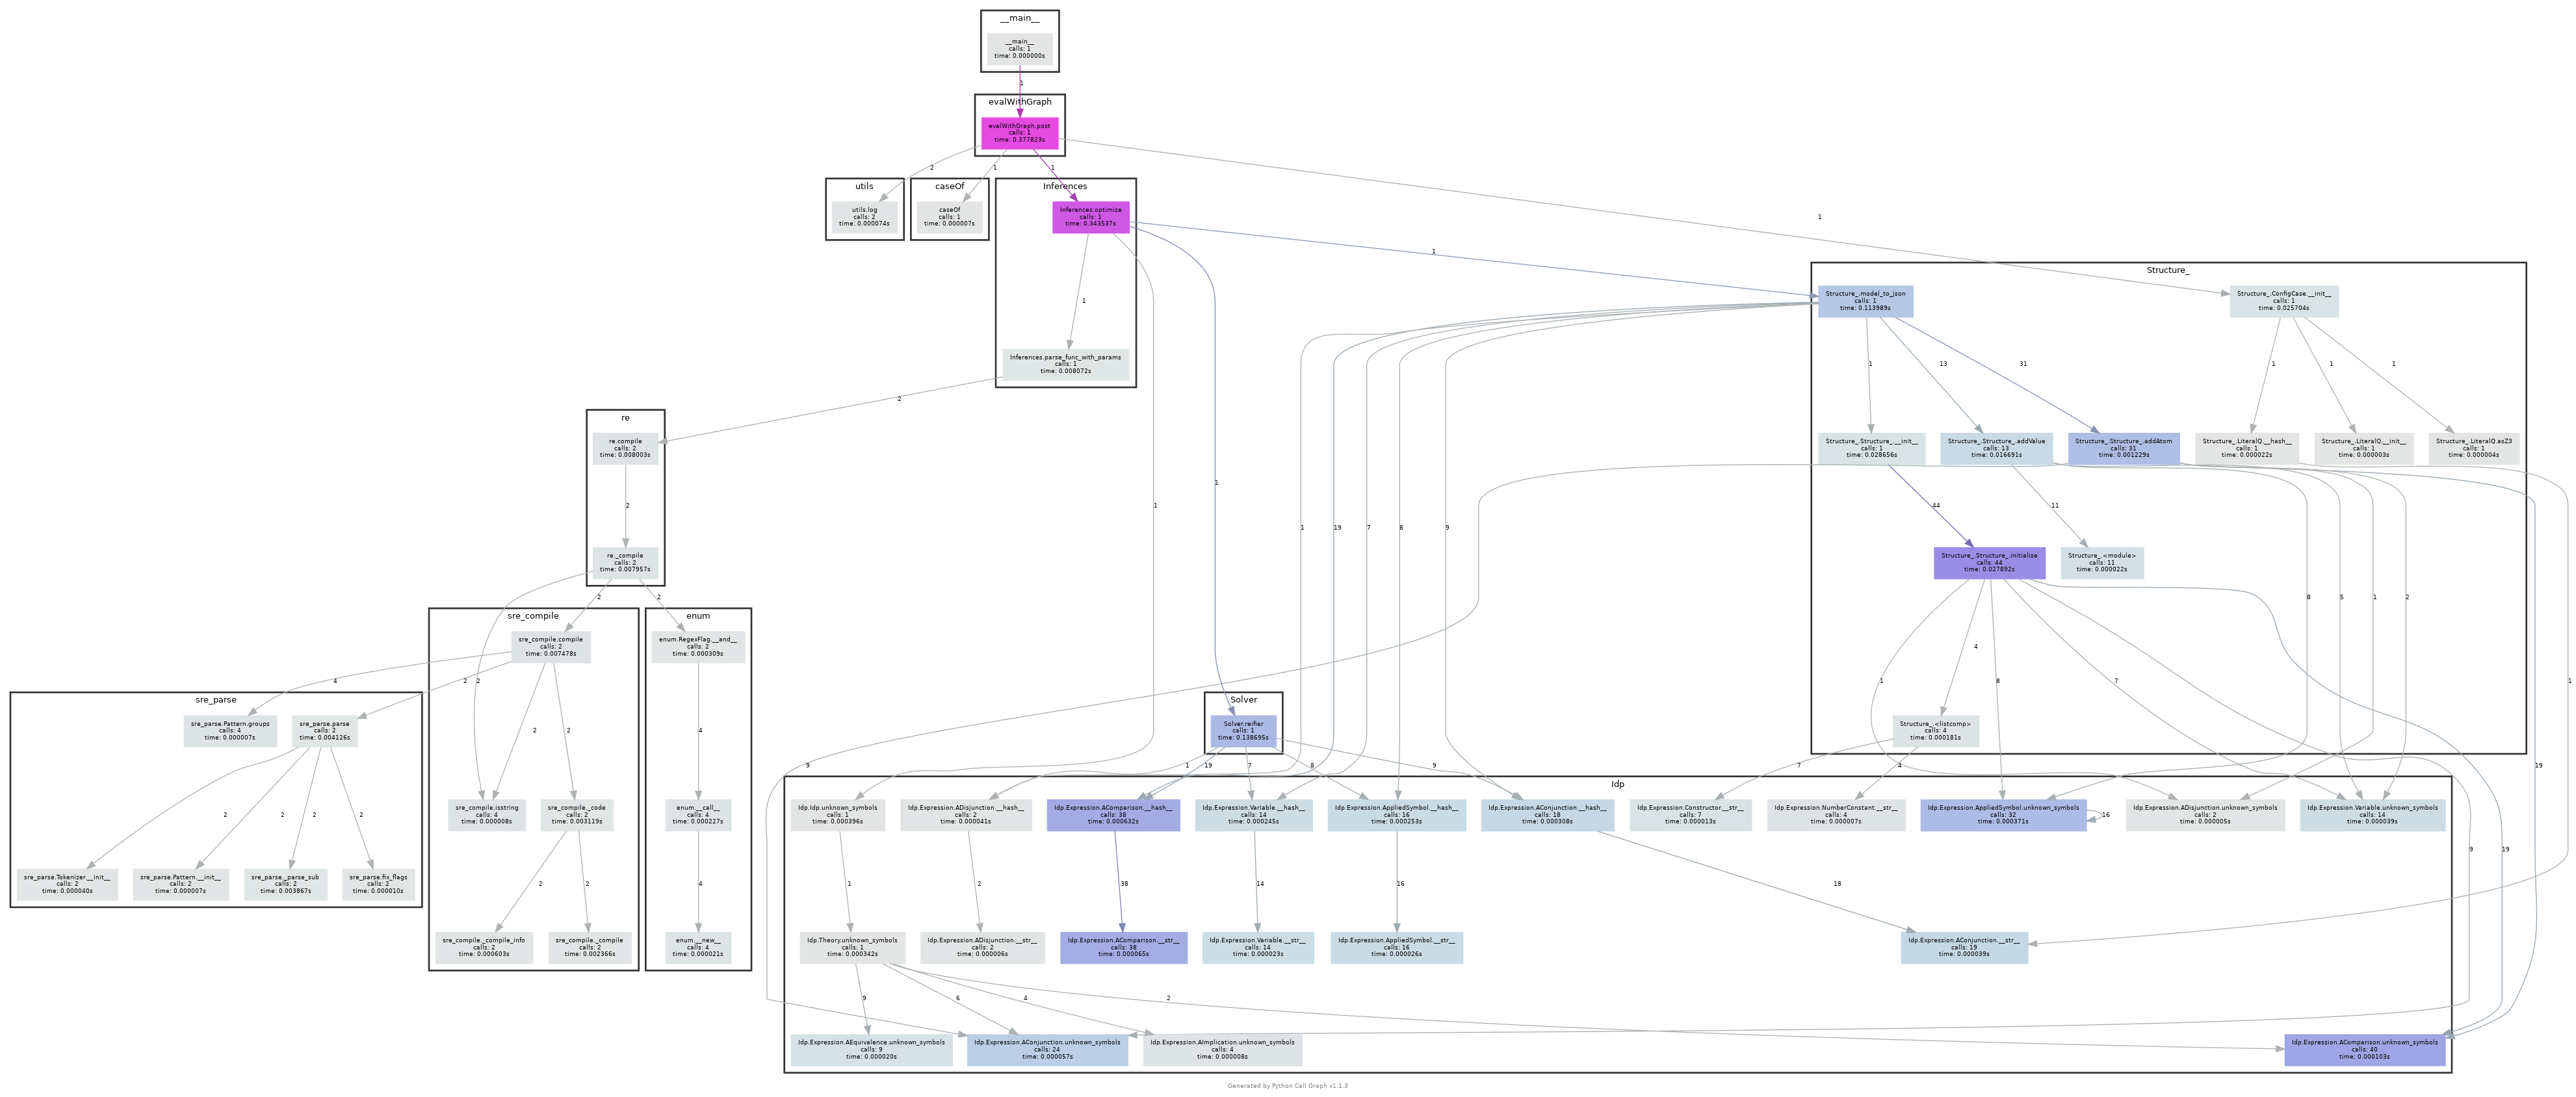 __main__
__main__
calls: 1
time: 0.000000s
1
evalWithGraph
evalWithGraph.post
calls: 1
time: 0.377823s
2
1
1
1
utils
utils.log
calls: 2
time: 0.000074s
caseOf
caseOf
calls: 1
time: 0.000007s
Inferences
Inferences.optimize
calls: 1
time: 0.343537s
1
1
1
1
Inferences.parse_func_with_params
calls: 1
time: 0.008072s
2
Structure_
Structure_.model_to_json
calls: 1
time: 0.113989s
Structure_.ConfigCase.__init__
calls: 1
time: 0.025704s
1
13
31
1
1
1
Structure_.Structure_.__init__
calls: 1
time: 0.028656s
Structure_.Structure_.addValue
calls: 13
time: 0.016691s
Structure_.Structure_.addAtom
calls: 31
time: 0.001229s
Structure_.LiteralQ.__hash__
calls: 1
time: 0.000022s
Structure_.LiteralQ.__init__
calls: 1
time: 0.000003s
Structure_.LiteralQ.asZ3
calls: 1
time: 0.000004s
44
11
Structure_.Structure_.initialise
calls: 44
time: 0.027892s
Structure_.<module>
calls: 11
time: 0.000022s
1
19
7
8
9
8
5
1
2
1
4
8
7
1
19
Structure_.<listcomp>
calls: 4
time: 0.000181s
7
4
re
re.compile
calls: 2
time: 0.008003s
2
re._compile
calls: 2
time: 0.007957s
2
2
2
sre_compile
sre_compile.compile
calls: 2
time: 0.007478s
4
2
2
2
sre_compile.isstring
calls: 4
time: 0.000008s
sre_compile._code
calls: 2
time: 0.003119s
2
2
sre_compile._compile_info
calls: 2
time: 0.000603s
sre_compile._compile
calls: 2
time: 0.002366s
enum
enum.RegexFlag.__and__
calls: 2
time: 0.000309s
4
enum.__call__
calls: 4
time: 0.000227s
4
enum.__new__
calls: 4
time: 0.000021s
sre_parse
sre_parse.Pattern.groups
calls: 4
time: 0.000007s
sre_parse.parse
calls: 2
time: 0.004126s
2
2
2
2
sre_parse.Tokenizer.__init__
calls: 2
time: 0.000040s
sre_parse.Pattern.__init__
calls: 2
time: 0.000007s
sre_parse._parse_sub
calls: 2
time: 0.003867s
sre_parse.fix_flags
calls: 2
time: 0.000010s
Solver
Solver.reifier
calls: 1
time: 0.138695s
9
1
19
7
8
9
Idp
Idp.Idp.unknown_symbols
calls: 1
time: 0.000396s
Idp.Expression.ADisjunction.__hash__
calls: 2
time: 0.000041s
Idp.Expression.AComparison.__hash__
calls: 38
time: 0.000632s
Idp.Expression.Variable.__hash__
calls: 14
time: 0.000245s
Idp.Expression.AppliedSymbol.__hash__
calls: 16
time: 0.000253s
Idp.Expression.AConjunction.__hash__
calls: 18
time: 0.000308s
Idp.Expression.Constructor.__str__
calls: 7
time: 0.000013s
Idp.Expression.NumberConstant.__str__
calls: 4
time: 0.000007s
Idp.Expression.AppliedSymbol.unknown_symbols
calls: 32
time: 0.000371s
16
Idp.Expression.ADisjunction.unknown_symbols
calls: 2
time: 0.000005s
Idp.Expression.Variable.unknown_symbols
calls: 14
time: 0.000039s
1
2
38
14
16
18
9
19
Idp.Theory.unknown_symbols
calls: 1
time: 0.000342s
Idp.Expression.ADisjunction.__str__
calls: 2
time: 0.000006s
Idp.Expression.AComparison.__str__
calls: 38
time: 0.000065s
Idp.Expression.Variable.__str__
calls: 14
time: 0.000023s
Idp.Expression.AppliedSymbol.__str__
calls: 16
time: 0.000026s
Idp.Expression.AConjunction.__str__
calls: 19
time: 0.000039s
9
6
4
2
Idp.Expression.AEquivalence.unknown_symbols
calls: 9
time: 0.000020s
Idp.Expression.AConjunction.unknown_symbols
calls: 24
time: 0.000057s
Idp.Expression.AImplication.unknown_symbols
calls: 4
time: 0.000008s
Idp.Expression.AComparison.unknown_symbols
calls: 40
time: 0.000103s
Generated by Python Call Graph v1.1.3